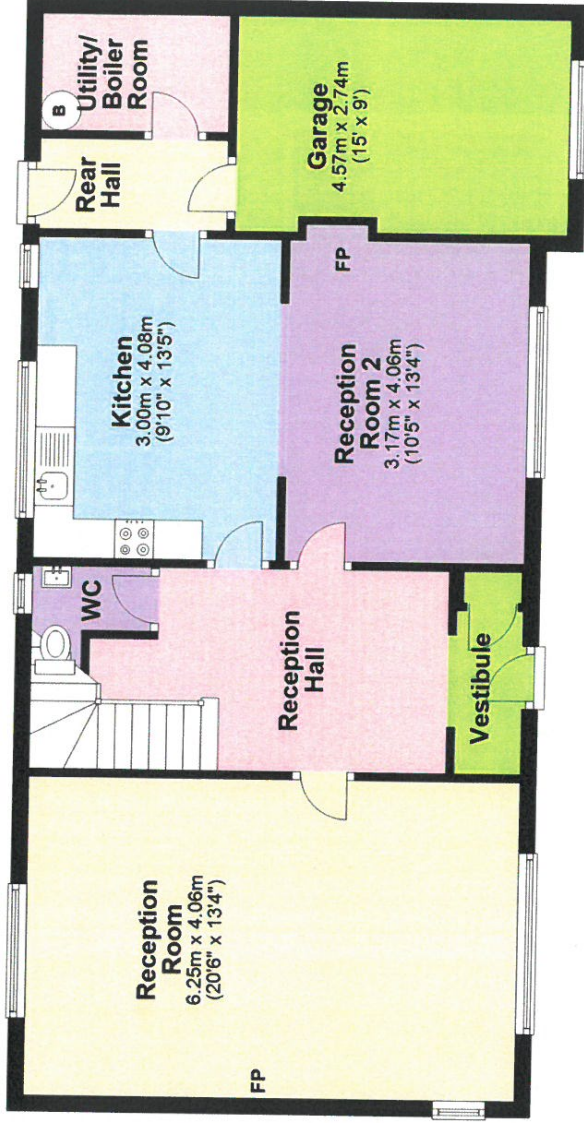 Reception
Room
6.25m x 4.06m
(20'6" x 13'4")
FP
WC
Reception
Hall
Vestibule
Kitchen
3.00m x 4.08m
(9'10" x 13'5")
Reception
Room 2
3.17m x 4.06m
(10'5" x 13'4")
FP
Rear
Hall
B
Utility/
Boiler
Room
Garage
4.57m x 2.74m
(15' x 9')